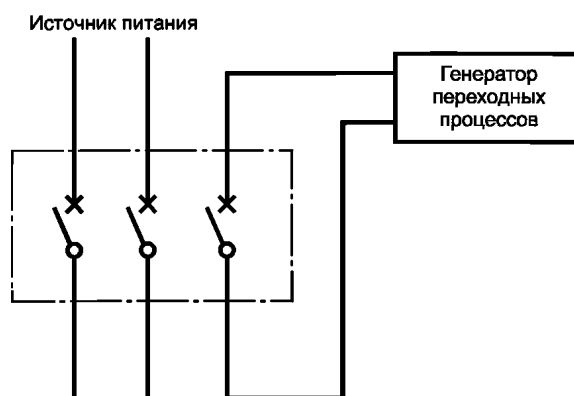 Источник питания
Генератор
переходных
процессов